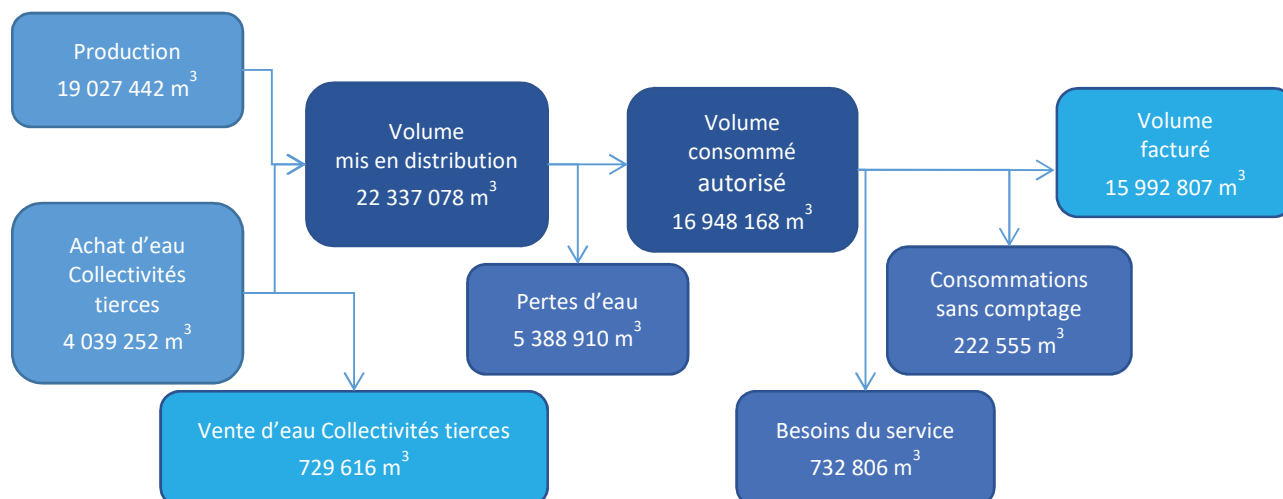 Production
19 027 442 m³
Achat d’eau
Collectivités
tierces
4 039 252 m³
Volume
mis en distribution
22 337 078 m³
Vente d’eau Collectivités tierces
729 616 m³
Pertes d’eau
5 388 910 m³
Volume
consommé
autorisé
16 948 168 m³
Besoins du service
732 806 m³
Consommations
sans comptage
222 555 m³
Volume
facturé
15 992 807 m³